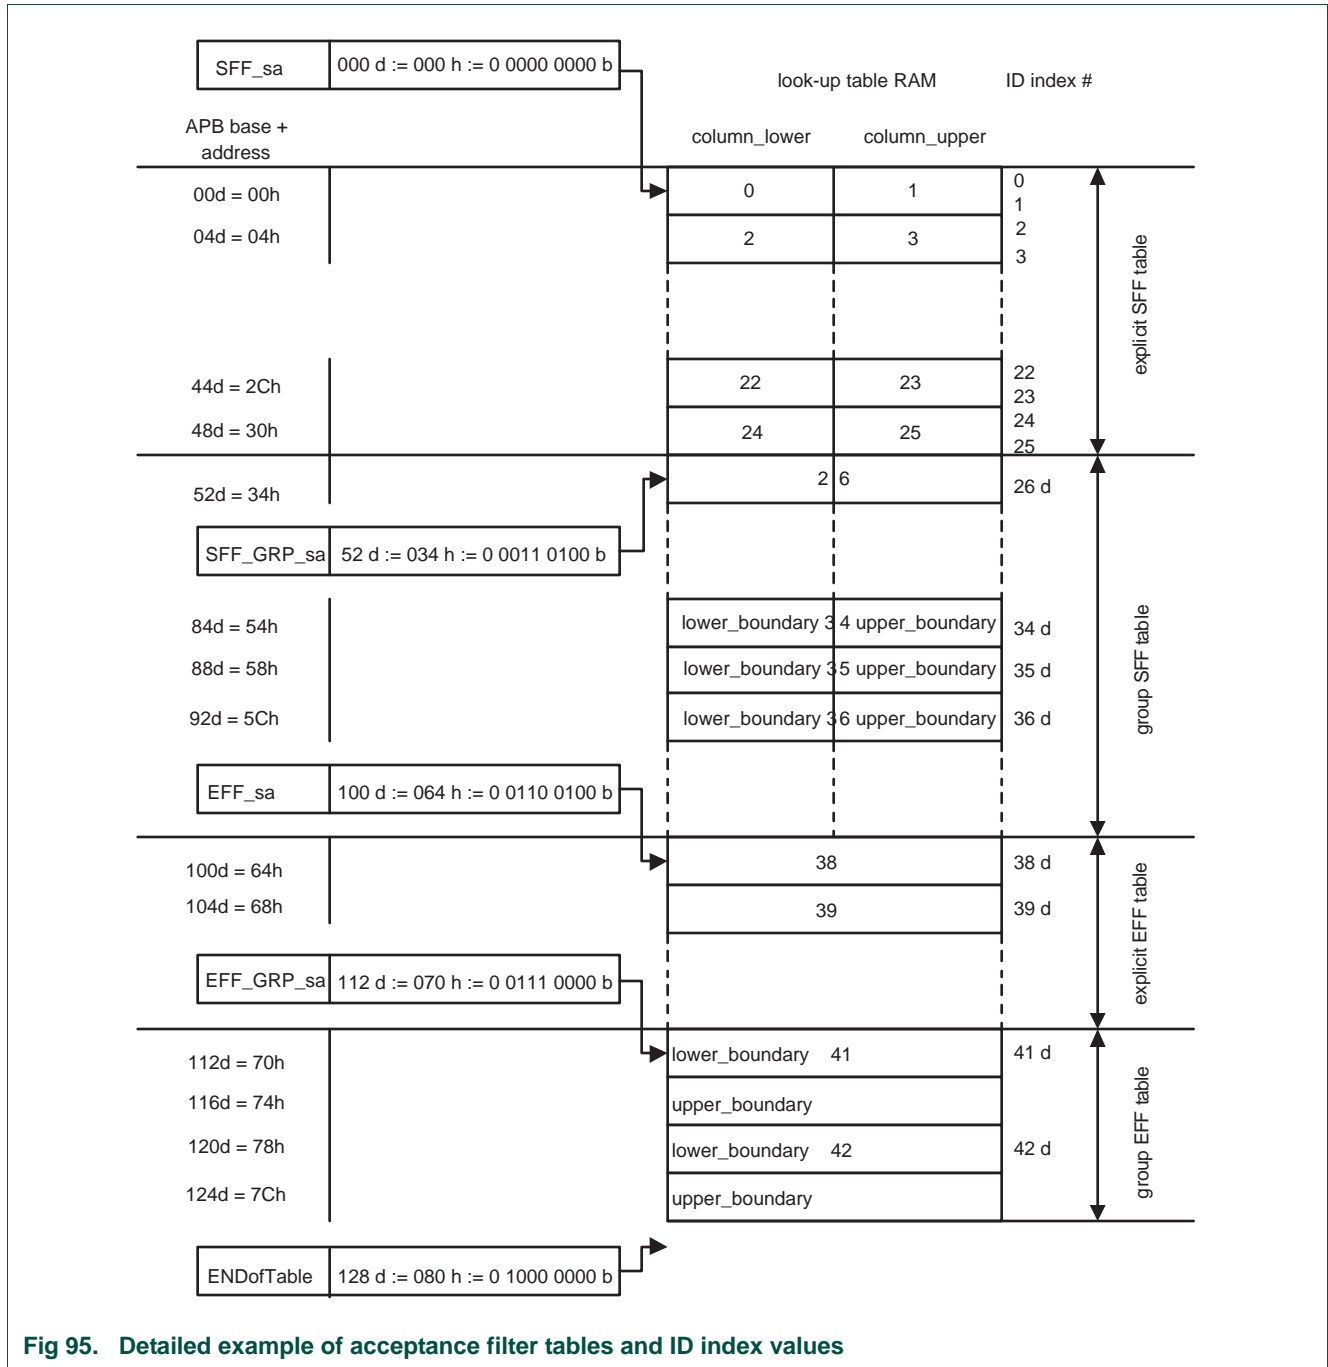 SFF_sa 000 d := 000 h := 0 0000 0000 b
look-up table RAM ID index #
APB base +
address
column_lower column_upper
00d = 00h 0 1 0
1
04d = 04h 2 3 2
3
explicit SFF table
44d = 2Ch 22 23 22
23
48d = 30h 24 25 24
25
52d = 34h 2 6 26 d
SFF_GRP_sa 52 d := 034 h := 0 0011 0100 b
84d = 54h lower_boundary 3 4 upper_boundary 34 d
88d = 58h lower_boundary 3 5 upper_boundary 35 d
92d = 5Ch lower_boundary 3 6 upper_boundary 36 d
group SFF table
EFF_sa 100 d := 064 h := 0 0110 0100 b
100d = 64h 38 38 d
104d = 68h 39 39 d
explicit EFF table
EFF_GRP_sa 112 d := 070 h := 0 0111 0000 b
112d = 70h lower_boundary 41 41 d
116d = 74h upper_boundary
120d = 78h lower_boundary 42 42 d
124d = 7Ch upper_boundary
group EFF table
ENDofTable 128 d := 080 h := 0 1000 0000 b
Fig 95. Detailed example of acceptance filter tables and ID index values